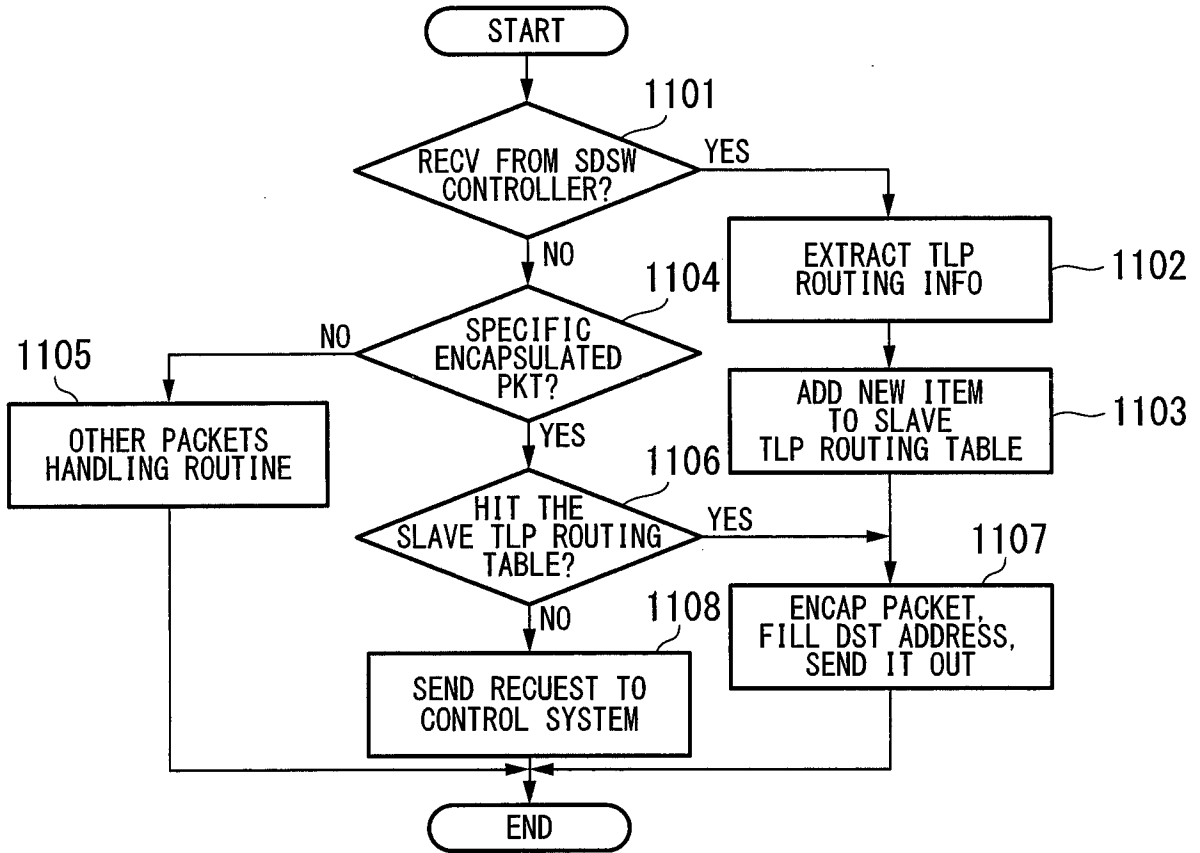 START
1101
RECV FROM SDSW
CONTROLLER?
YES
NO
EXTRACT TLP
ROUTING INFO
1102
1104
SPECIFIC
ENCAPSULATED
PKT?
NO
YES
1105
OTHER PACKETS
HANDLING ROUTINE
ADD NEW ITEM
TO SLAVE
TLP ROUTING TABLE
1103
1106
HIT THE
SLAVE TLP ROUTING
TABLE?
YES
NO
1107
ENCAP PACKET,
FILL DST ADDRESS,
SEND IT OUT
1108
SEND RECUEST TO
CONTROL SYSTEM
END